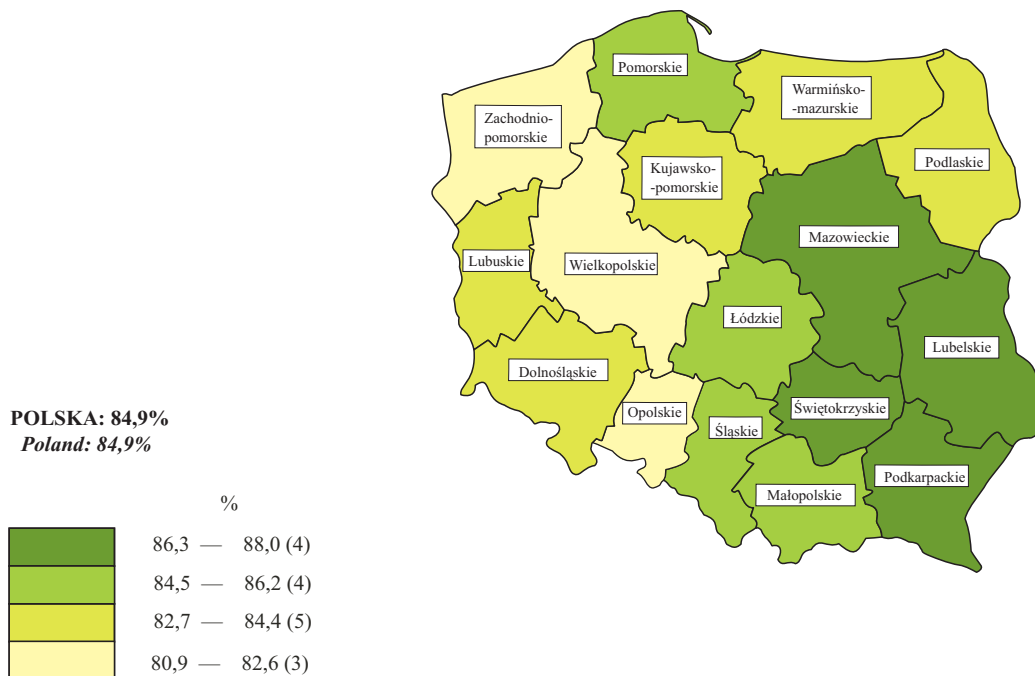 Pomorskie
Warmińsko-
-mazurskie
Zachodnio-
pomorskie
Podlaskie
Kujawsko-
-pomorskie
Mazowieckie
Lubuskie
Wielkopolskie
Łódzkie
Lubelskie
Dolnośląskie
Opolskie
Świętokrzyskie
Śląskie
Podkarpackie
Małopolskie
POLSKA: 84,9%
Poland: 84,9%
%
86,3 — 88,0 (4)
84,5 — 86,2 (4)
82,7 — 84,4 (5)
80,9 — 82,6 (3)